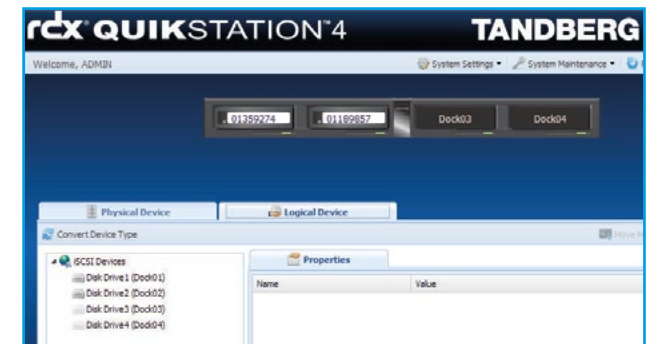 rdx QUIKSTATION™4 TANDBERG
Welcome, ADMIN System Settings System Maintenance
01359274 01189857 Dock03 Dock04
Physical Device Logical Device
Convert Device Type Move
iSCSI Devices Properties
Disk Drive1 (Dock01) Name Value
Disk Drive2 (Dock02)
Disk Drive3 (Dock03)
Disk Drive4 (Dock04)